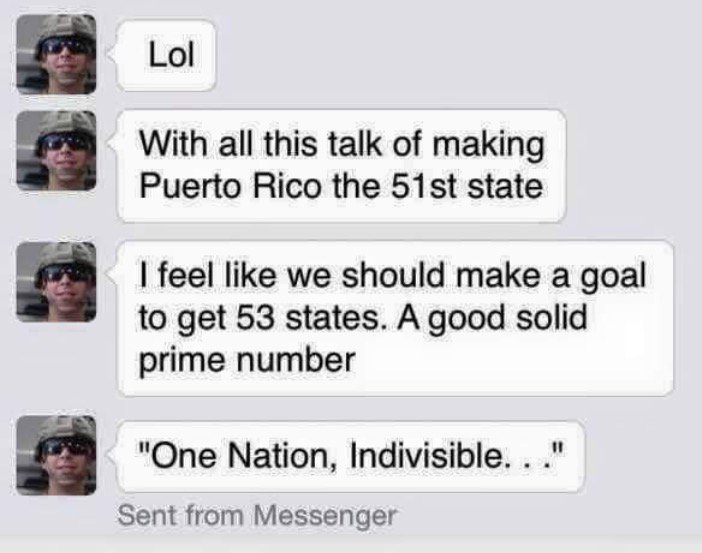 Lol
With all this talk of making
Puerto Rico the 51st state
I feel like we should make a goal
to get 53 states. A good solid
prime number
"One Nation, Indivisible. . ."
Sent from Messenger